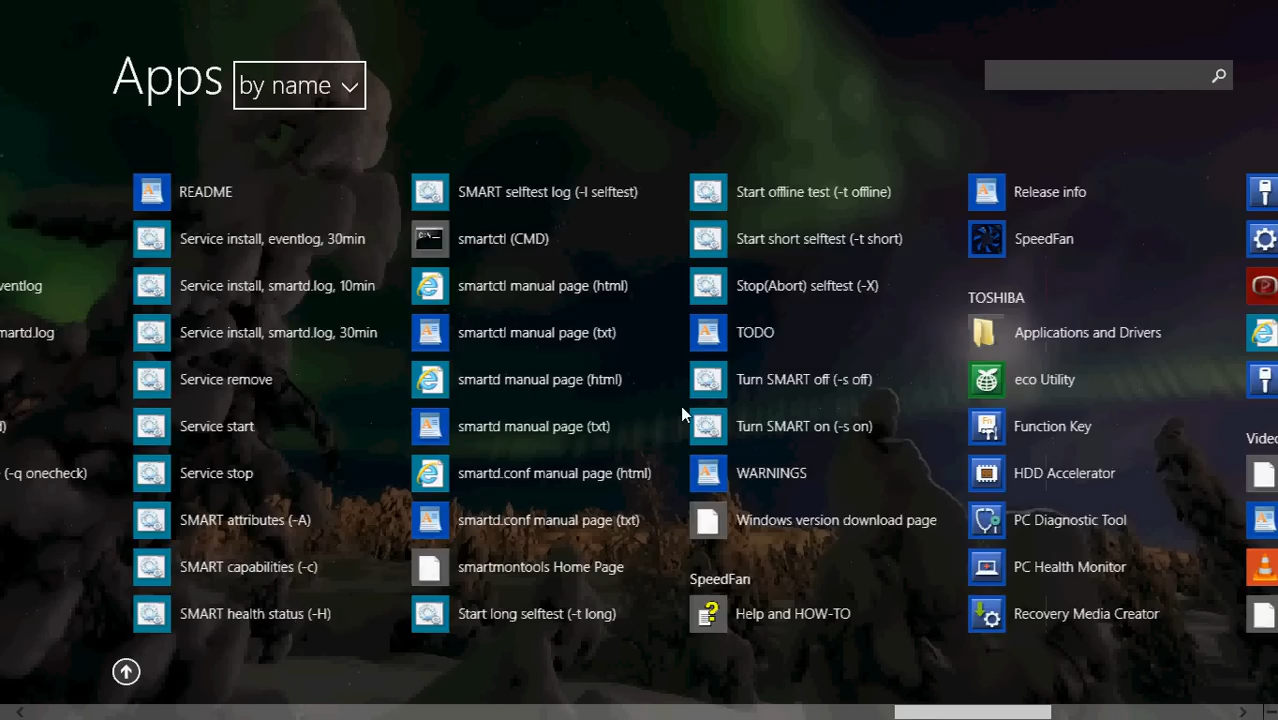 Apps by name
ventlog
smartd.log
)
(-q onecheck)
README
Service install, eventlog, 30min
Service install, smartd.log, 10min
Service install, smartd.log, 30min
Service remove
Service start
Service stop
SMART attributes (-A)
SMART capabilities (-c)
SMART health status (-H)
SMART selftest log (-l selftest)
smartctl (CMD)
smartctl manual page (html)
smartctl manual page (txt)
smartd manual page (html)
smartd manual page (txt)
smartd.conf manual page (html)
smartd.conf manual page (txt)
smartmontools Home Page
Start long selftest (-t long)
Start offline test (-t offline)
Start short selftest (-t short)
Stop(Abort) selftest (-X)
TODO
Turn SMART off (-s off)
Turn SMART on (-s on)
WARNINGS
Windows version download page
SpeedFan
Help and HOW-TO
Release info
SpeedFan
TOSHIBA
Applications and Drivers
eco Utility
Function Key
HDD Accelerator
PC Diagnostic Tool
PC Health Monitor
Recovery Media Creator
Video